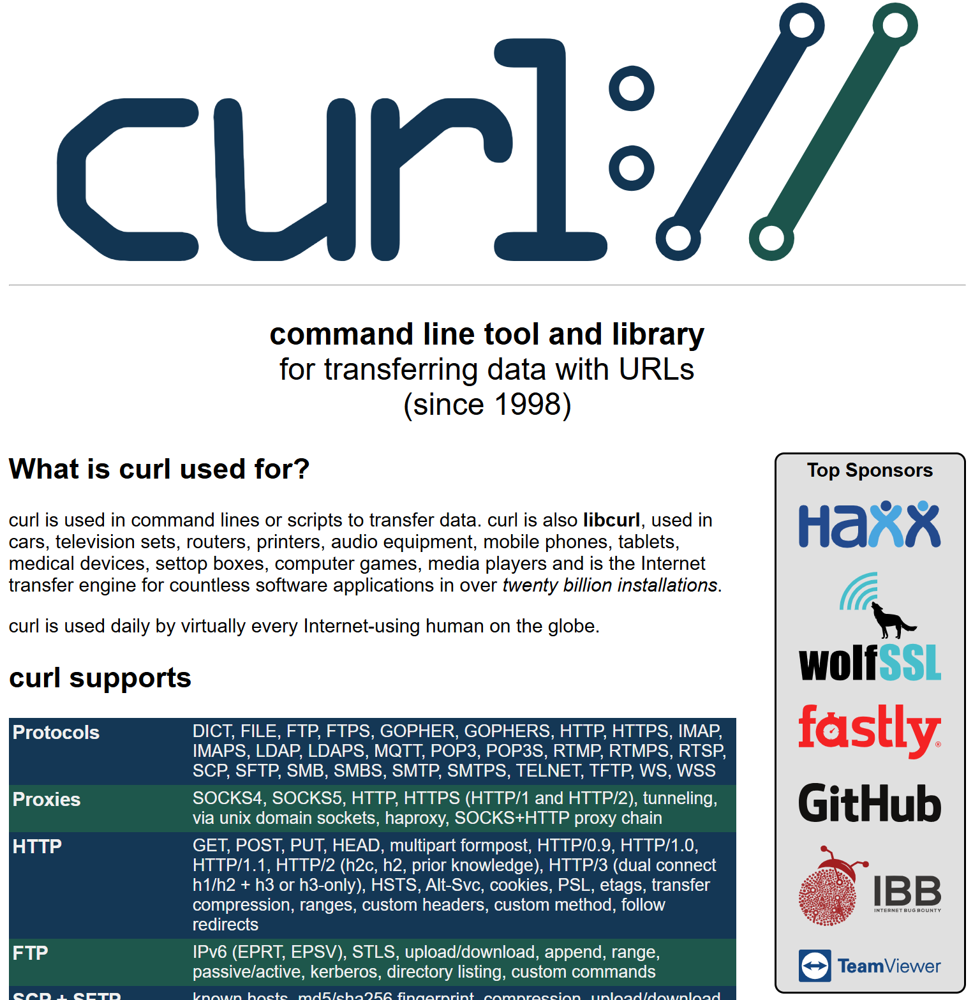 curl://
command line tool and library
for transferring data with URLs
(since 1998)
What is curl used for?
curl is used in command lines or scripts to transfer data. curl is also libcurl, used in
cars, television sets, routers, printers, audio equipment, mobile phones, tablets,
medical devices, settop boxes, computer games, media players and is the Internet
transfer engine for countless software applications in over twenty billion installations.
curl is used daily by virtually every Internet-using human on the globe.
curl supports
Protocols
DICT, FILE, FTP, FTPS, GOPHER, GOPHERS, HTTP, HTTPS, IMAP,
IMAPS, LDAP, LDAPS, MQTT, POP3, POP3S, RTMP, RTMPS, RTSP,
SCP, SFTP, SMB, SMBS, SMTP, SMTPS, TELNET, TFTP, WS, WSS
Proxies
SOCKS4, SOCKS5, HTTP, HTTPS (HTTP/1 and HTTP/2), tunneling,
via unix domain sockets, haproxy, SOCKS+HTTP proxy chain
HTTP
GET, POST, PUT, HEAD, multipart formpost, HTTP/0.9, HTTP/1.0,
HTTP/1.1, HTTP/2 (h2c, h2, prior knowledge), HTTP/3 (dual connect
h1/h2 + h3 or h3-only), HSTS, Alt-Svc, cookies, PSL, etags, transfer
compression, ranges, custom headers, custom method, follow
redirects
FTP
IPv6 (EPRT, EPSV), STLS, upload/download, append, range,
passive/active, kerberos, directory listing, custom commands
SCP + SFTP
known hosts, md5/sha256 fingerprint, compression, upload/download
Top Sponsors
Haxx
wolfSSL
fastly®
GitHub
IBB
INTERNET BUG BOUNTY
TeamViewer